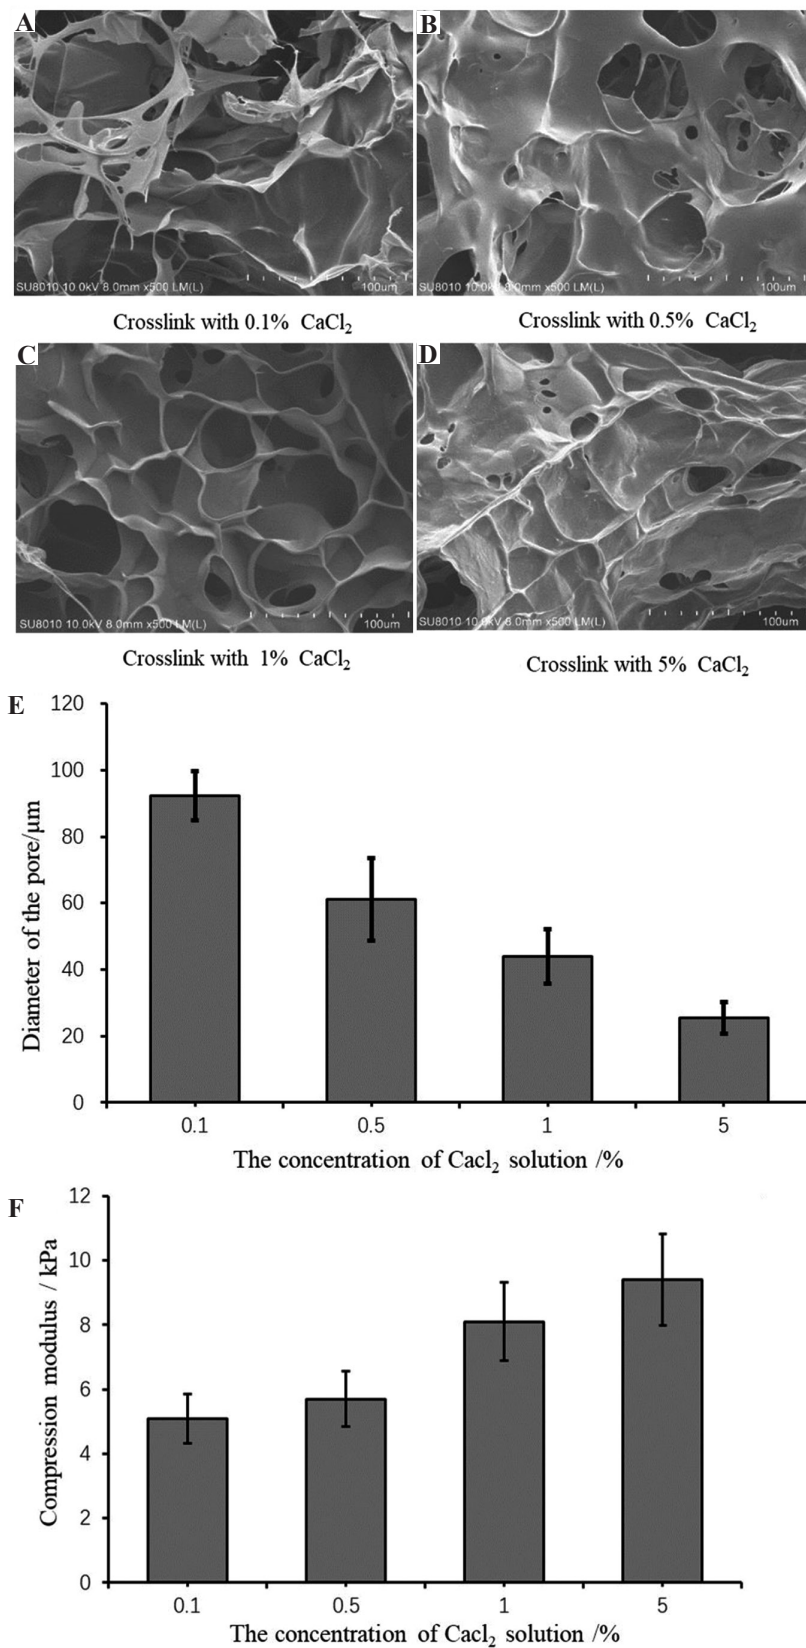 A
B
SU8010 10.0kV 8.0mm x500 LM(L) 100um
SU8010 10.0kV 8.0mm x500 LM(L) 100um
Crosslink with 0.1% CaCl₂
Crosslink with 0.5% CaCl₂
C
D
SU8010 10.0kV 8.0mm x500 LM(L) 100um
SU8010 10.0kV 8.0mm x500 LM(L) 100um
Crosslink with 1% CaCl₂
Crosslink with 5% CaCl₂
E
Diameter of the pore/μm
120
100
80
60
40
20
0
0.1 0.5 1 5
The concentration of Cacl₂ solution /%
F
Compression modulus / kPa
12
10
8
6
4
2
0
0.1 0.5 1 5
The concentration of Cacl₂ solution /%